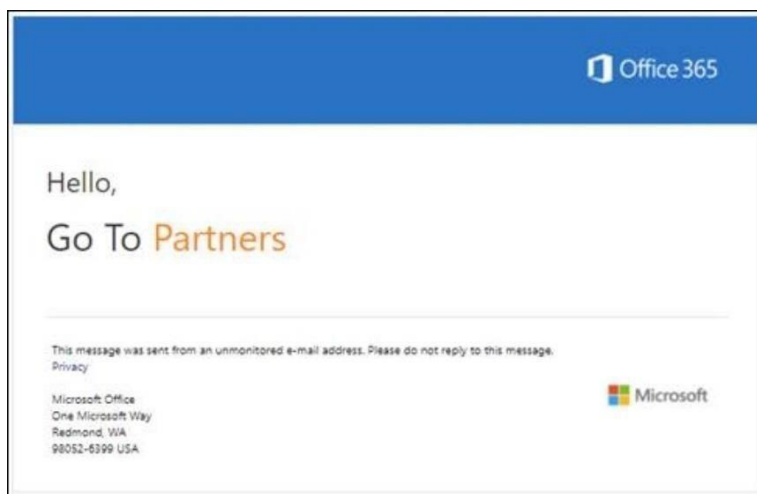 Office 365
Hello,
Go To Partners
This message was sent from an unmonitored e-mail address. Please do not reply to this message.
Privacy
Microsoft Office
One Microsoft Way
Redmond, WA
98052-6399 USA
Microsoft